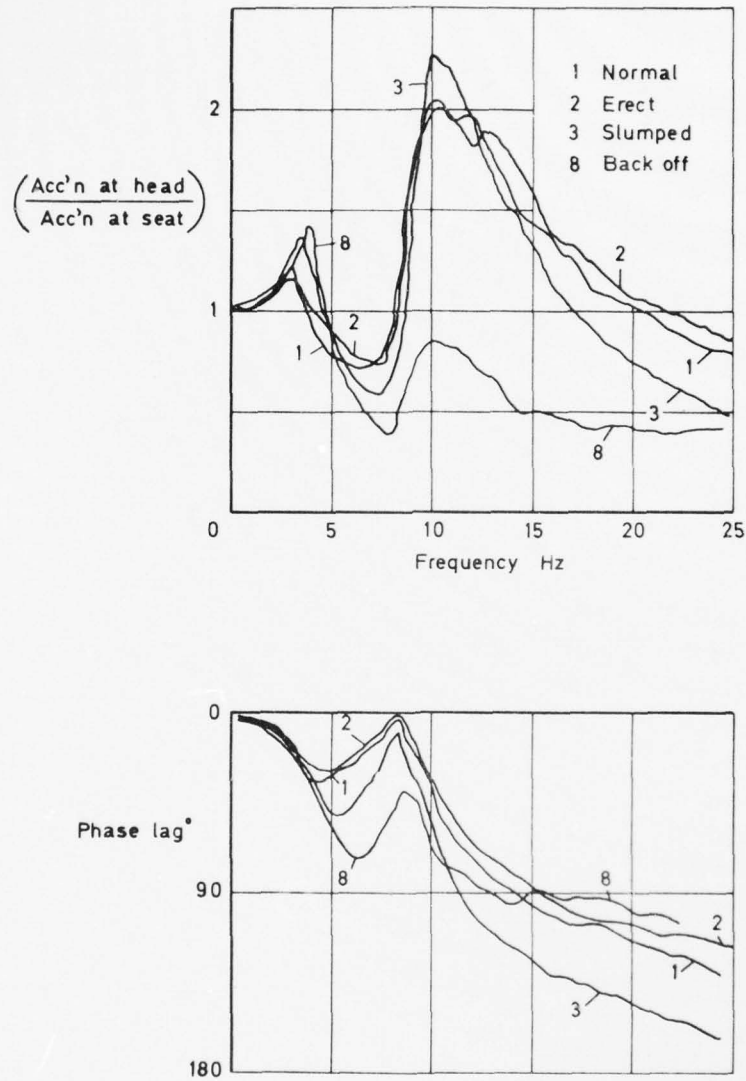 2
1
0
(Acc'n at head
Acc'n at seat)
1 Normal
2 Erect
3 Slumped
8 Back off
3
8
2
1
2
1
3
8
5 10 15 20 25
Frequency Hz
0
90
180
Phase lag°
2
1
8
8
2
1
3